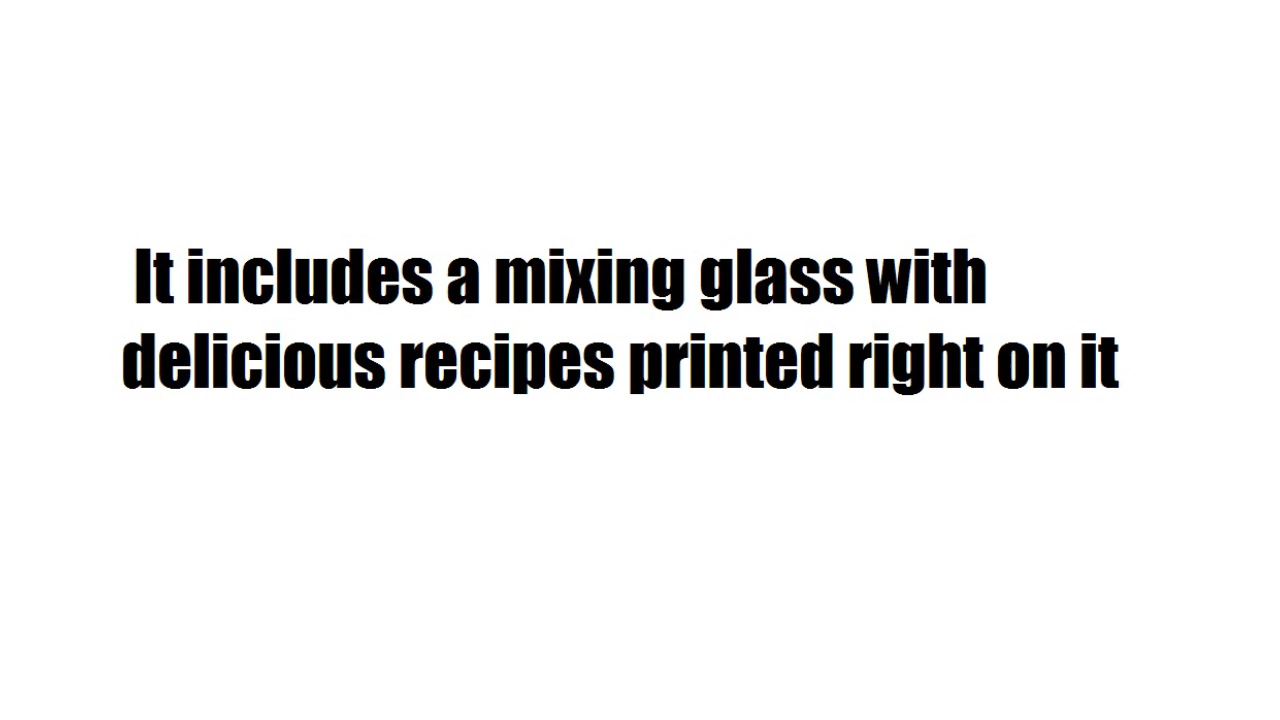 It includes a mixing glass with
delicious recipes printed right on it